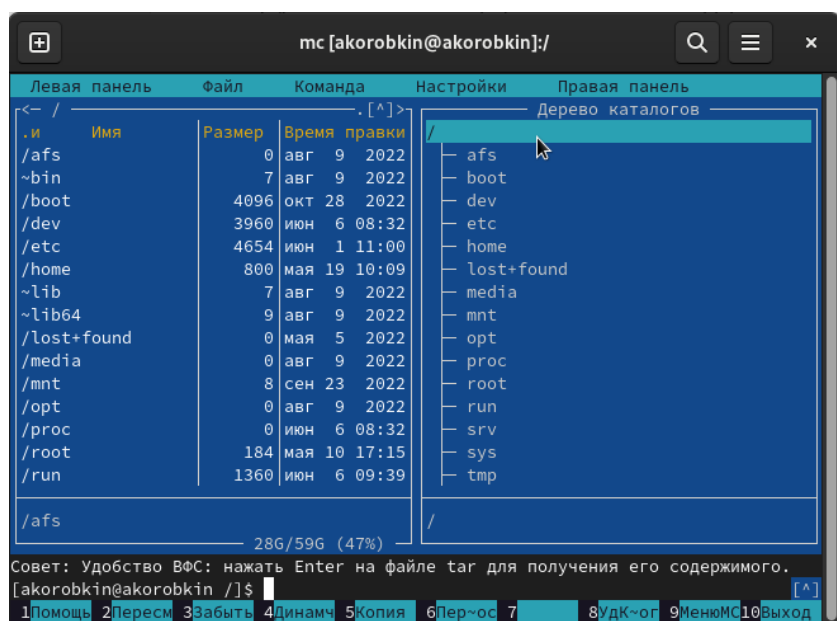 mc [akorobkin@akorobkin]:/
Левая панель Файл Команда Настройки Правая панель
<— / .[^]> Дерево каталогов
.и Имя Размер Время правки /
/afs 0 авг 9 2022 afs
~bin 7 авг 9 2022 boot
/boot 4096 окт 28 2022 dev
/dev 3960 июн 6 08:32 etc
/etc 4654 июн 1 11:00 home
/home 800 мая 19 10:09 lost+found
~lib 7 авг 9 2022 media
~lib64 9 авг 9 2022 mnt
/lost+found 0 мая 5 2022 opt
/media 0 авг 9 2022 proc
/mnt 8 сен 23 2022 root
/opt 0 авг 9 2022 run
/proc 0 июн 6 08:32 srv
/root 184 мая 10 17:15 sys
/run 1360 июн 6 09:39 tmp
/afs /
28G/59G (47%)
Совет: Удобство ВФС: нажать Enter на файле tar для получения его содержимого.
[akorobkin@akorobkin /]$ [^]
1Помощь 2Пересм 3Забыть 4Динамч 5Копия 6Пер~ос 7 8УдК~ог 9МенюMC 10Выход